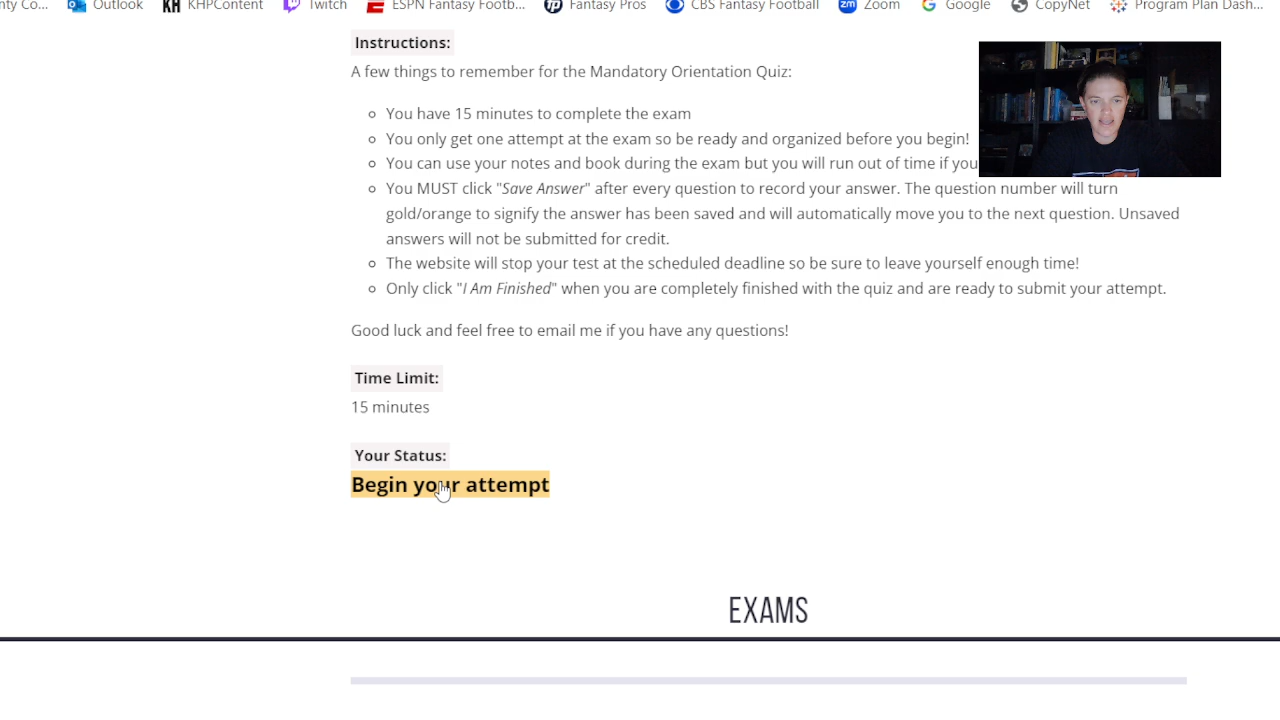 nty Co... Outlook KHPContent Twitch ESPN Fantasy Footb... Fantasy Pros CBS Fantasy Football Zoom Google CopyNet Program Plan Dash...
Instructions:
A few things to remember for the Mandatory Orientation Quiz:
You have 15 minutes to complete the exam
You only get one attempt at the exam so be ready and organized before you begin!
You can use your notes and book during the exam but you will run out of time if you
You MUST click "Save Answer" after every question to record your answer. The question number will turn
gold/orange to signify the answer has been saved and will automatically move you to the next question. Unsaved
answers will not be submitted for credit.
The website will stop your test at the scheduled deadline so be sure to leave yourself enough time!
Only click "I Am Finished" when you are completely finished with the quiz and are ready to submit your attempt.
Good luck and feel free to email me if you have any questions!
Time Limit:
15 minutes
Your Status:
Begin your attempt
EXAMS